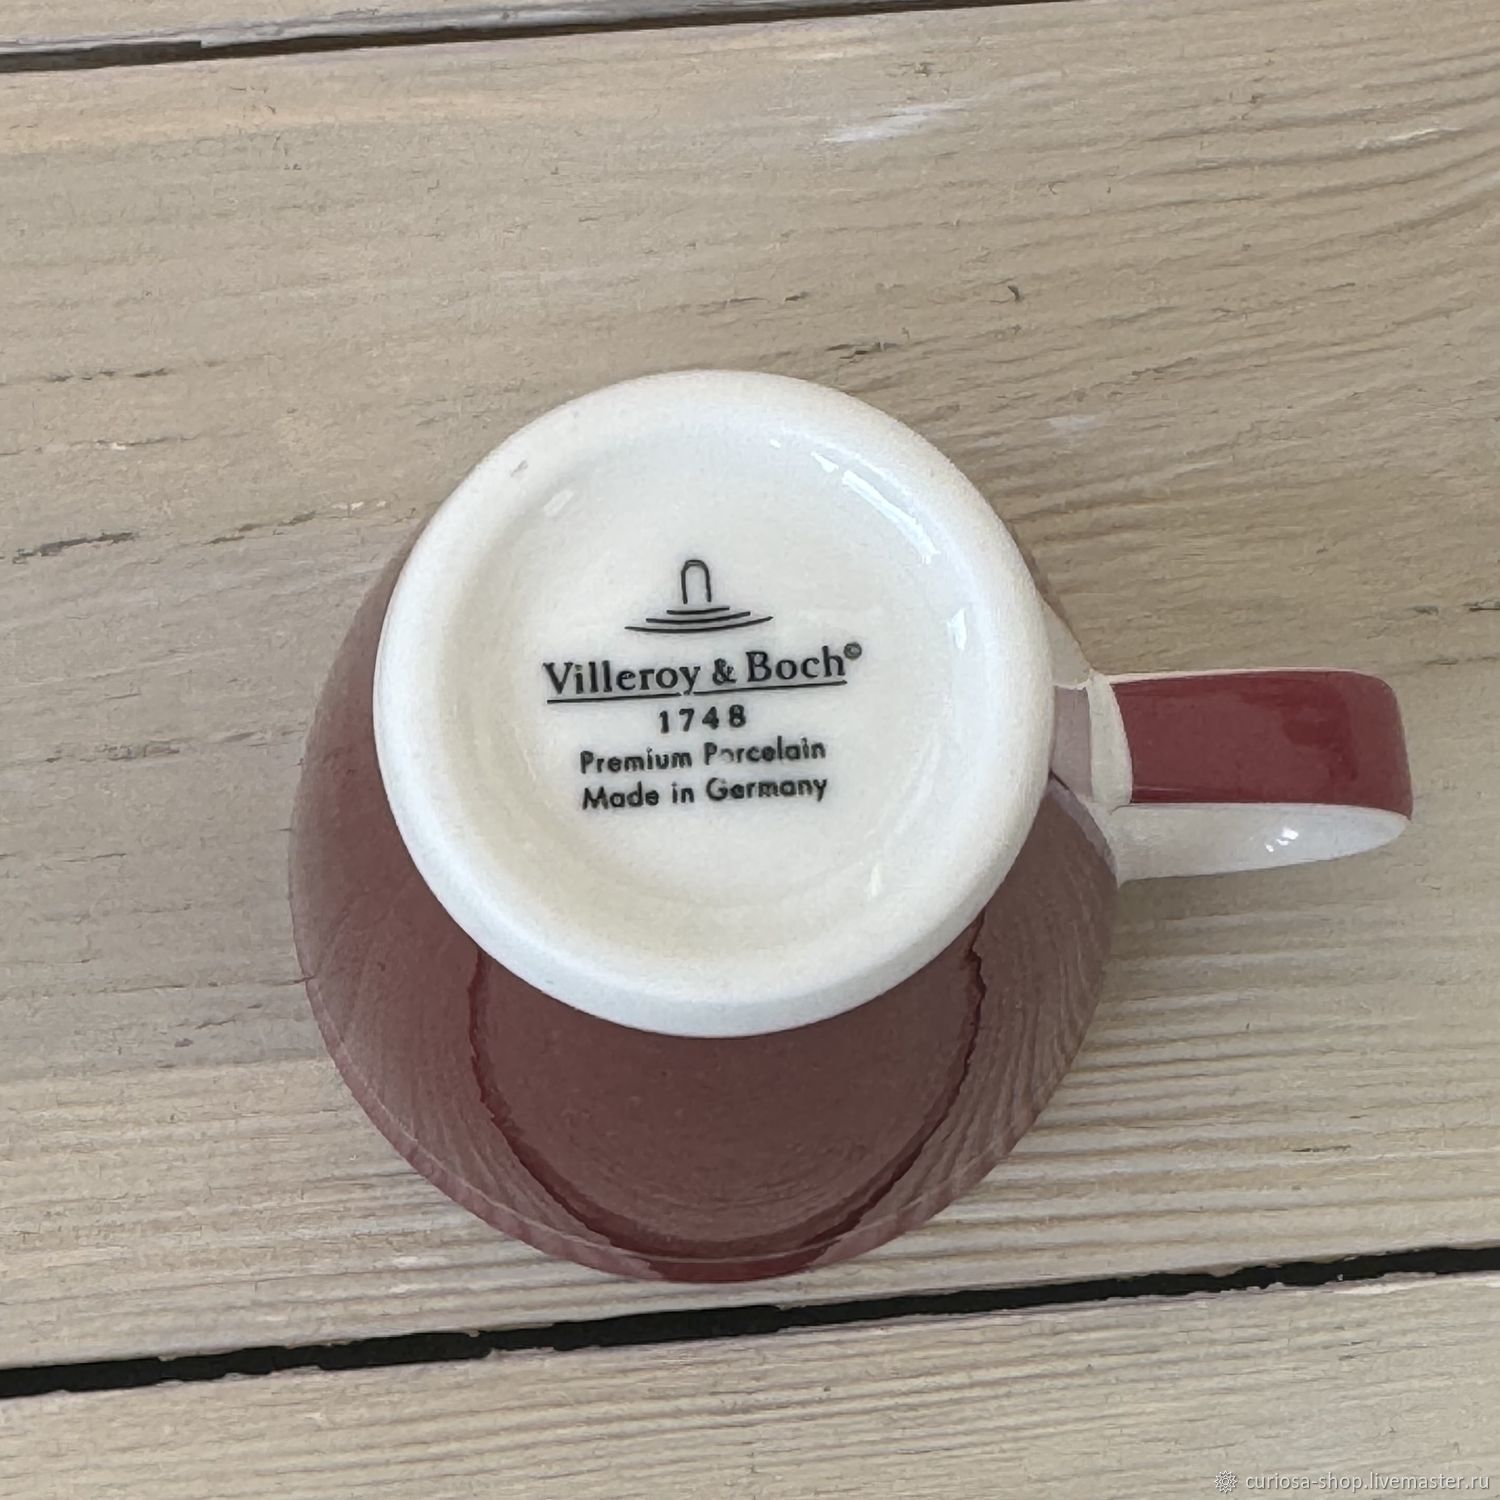 Villeroy & Boch©
1748
Premium Porcelain
Made in Germany
curiosa-shop.livemaster.ru